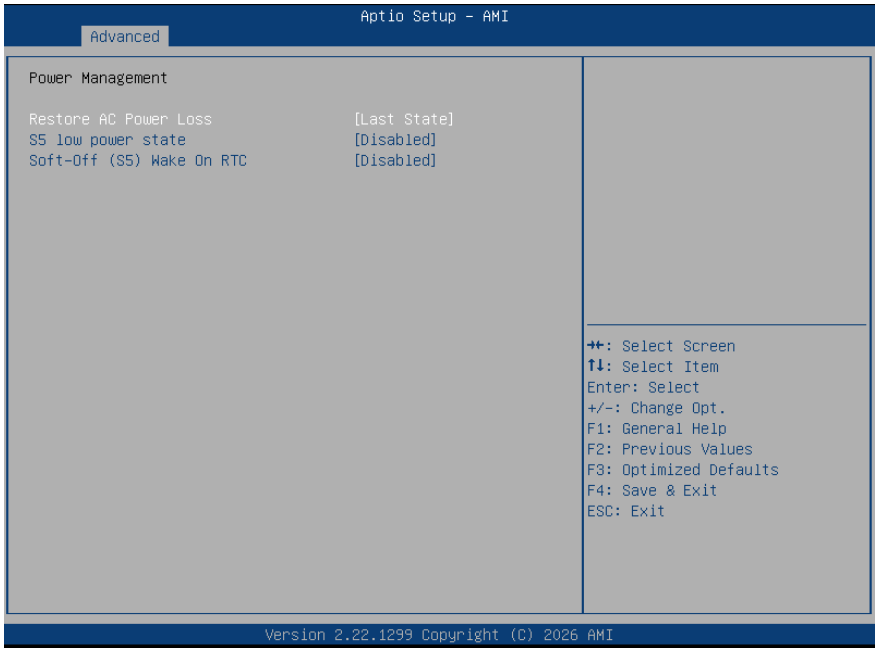 Aptio Setup – AMI
Advanced
Power Management
Restore AC Power Loss [Last State]
S5 low power state [Disabled]
Soft-Off (S5) Wake On RTC [Disabled]
→←: Select Screen
↑↓: Select Item
Enter: Select
+/-: Change Opt.
F1: General Help
F2: Previous Values
F3: Optimized Defaults
F4: Save & Exit
ESC: Exit
Version 2.22.1299 Copyright (C) 2026 AMI